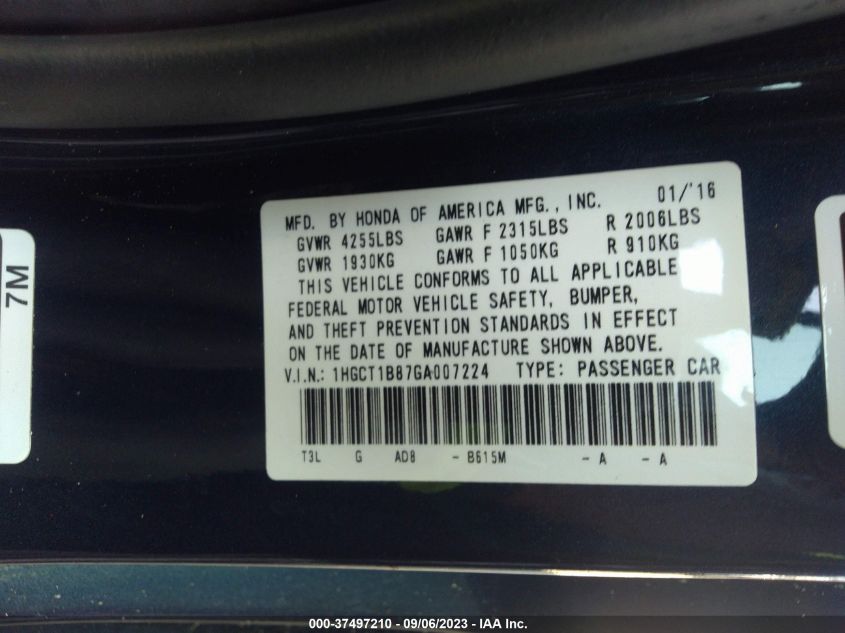 MFD. BY HONDA OF AMERICA MFG., INC. 01/'16
GVWR 4255LBS GAWR F 2315LBS R 2006LBS
GVWR 1930KG GAWR F 1050KG R 910KG
THIS VEHICLE CONFORMS TO ALL APPLICABLE
FEDERAL MOTOR VEHICLE SAFETY, BUMPER,
AND THEFT PREVENTION STANDARDS IN EFFECT
ON THE DATE OF MANUFACTURE SHOWN ABOVE.
V.I.N.: 1HGCT1B87GA007224 TYPE: PASSENGER CAR
T3L G AD8 - B615M - A - A
7M
000-37497210 - 09/06/2023 - IAA Inc.